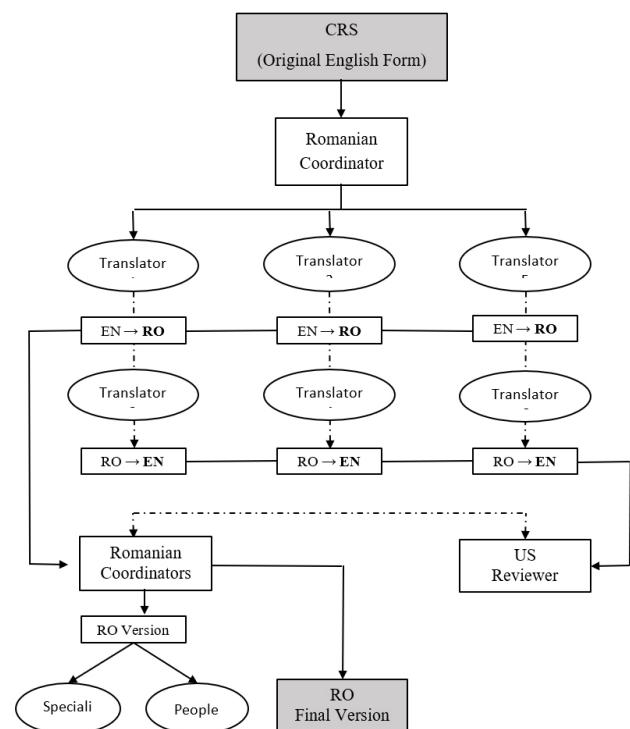 CRS
(Original English Form)
Romanian
Coordinator
Translator
Translator
Translator
EN → RO
EN → RO
EN → RO
Translator
Translator
Translator
RO → EN
RO → EN
RO → EN
Romanian
Coordinators
US
Reviewer
RO Version
Speciali
People
RO
Final Version